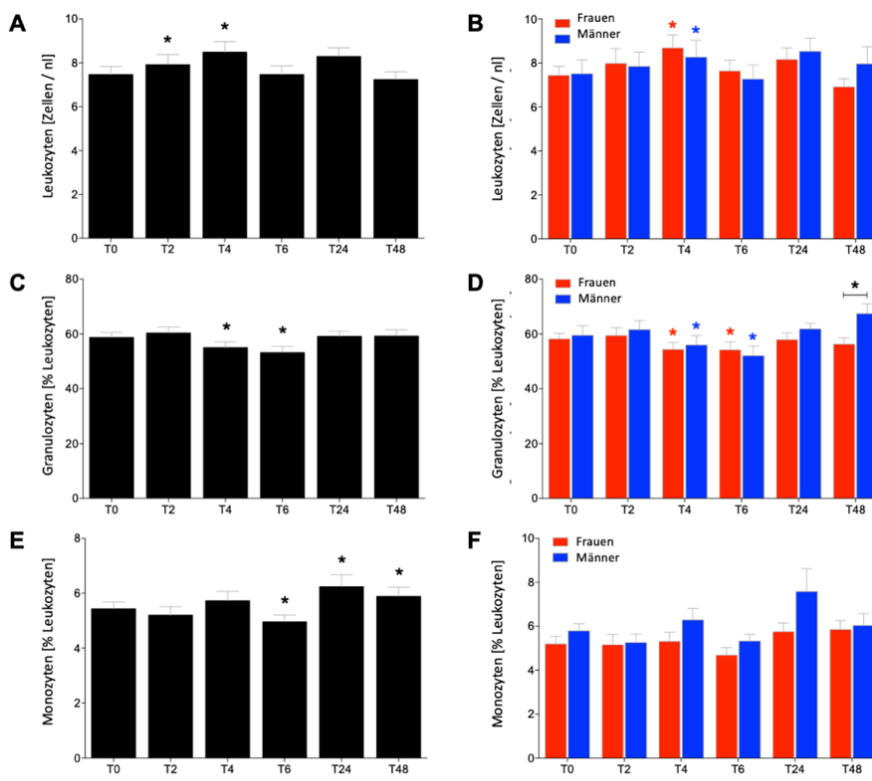 A
Leukozyten [Zellen / nl]
10
8
6
4
2
0
*
*
T0 T2 T4 T6 T24 T48
B
Leukozyten [Zellen / nl]
10
8
6
4
2
0
Frauen
Männer
*
*
T0 T2 T4 T6 T24 T48
C
Granulozyten [% Leukozyten]
80
60
40
20
0
*
*
T0 T2 T4 T6 T24 T48
D
Granulozyten [% Leukozyten]
80
60
40
20
0
Frauen
Männer
*
*
*
*
*
T0 T2 T4 T6 T24 T48
E
Monozyten [% Leukozyten]
8
6
4
2
0
*
*
*
T0 T2 T4 T6 T24 T48
F
Monozyten [% Leukozyten]
10
8
6
4
2
0
Frauen
Männer
T0 T2 T4 T6 T24 T48